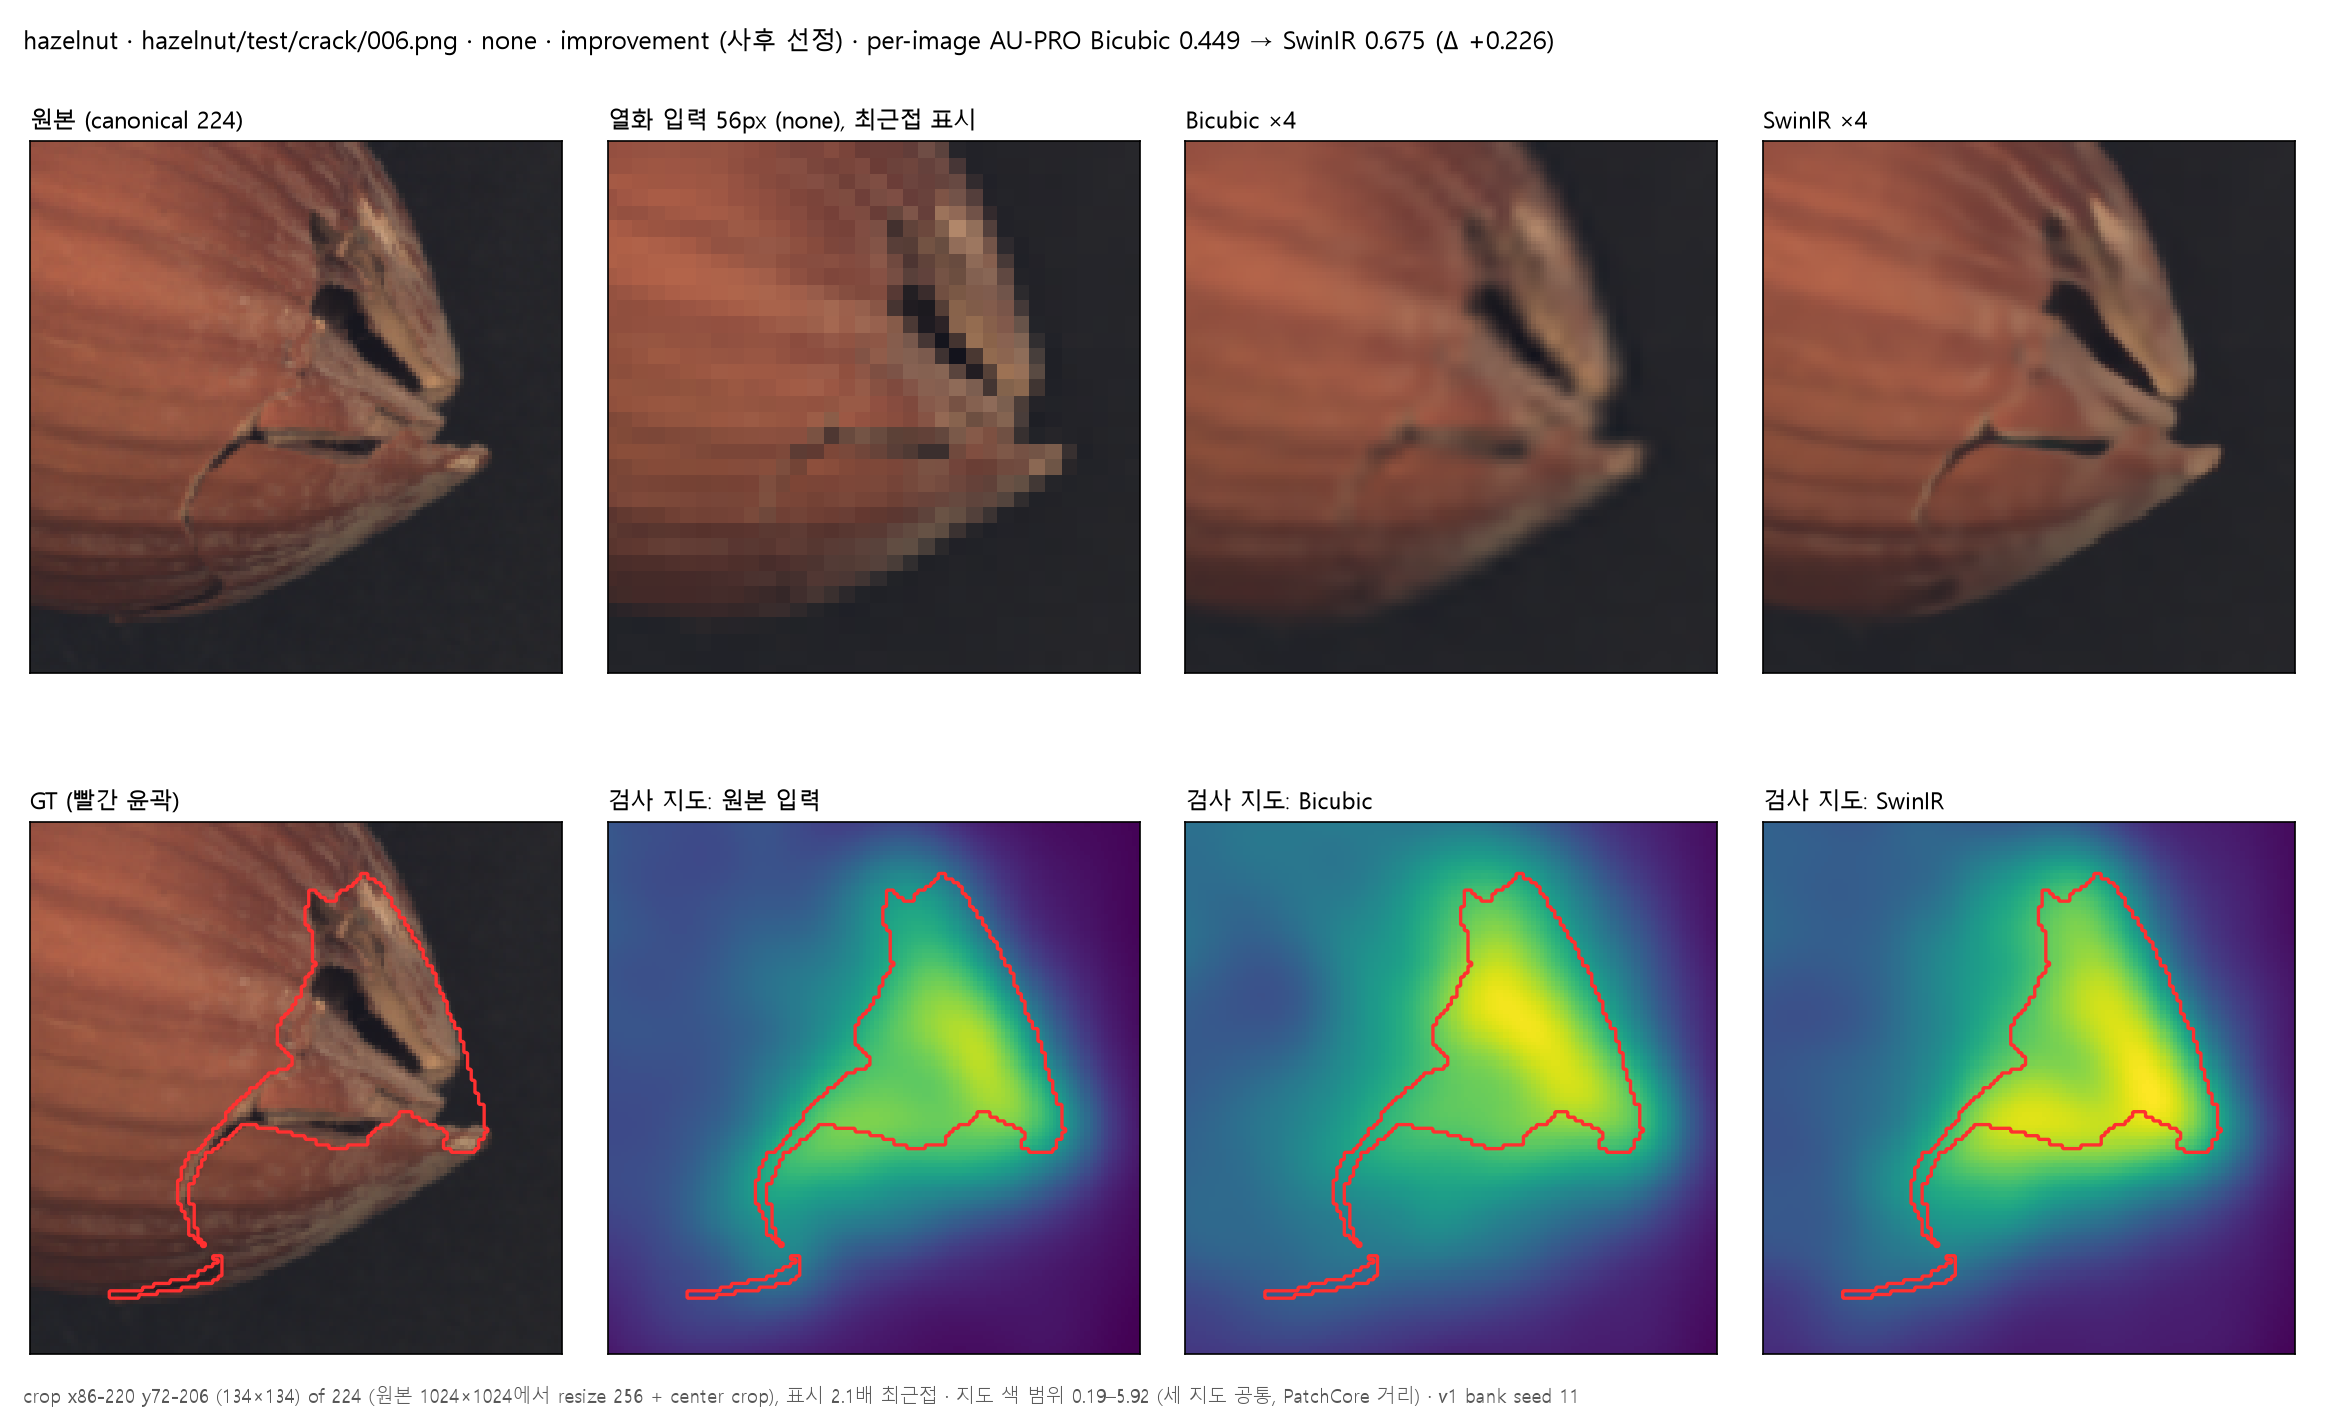 hazelnut · hazelnut/test/crack/006.png · none · improvement (사후 선정) · per-image AU-PRO Bicubic 0.449 → SwinIR 0.675 (Δ +0.226)
원본 (canonical 224)
열화 입력 56px (none), 최근접 표시
Bicubic ×4
SwinIR ×4
GT (빨간 윤곽)
검사 지도: 원본 입력
검사 지도: Bicubic
검사 지도: SwinIR
crop x86-220 y72-206 (134×134) of 224 (원본 1024×1024에서 resize 256 + center crop), 표시 2.1배 최근접 · 지도 색 범위 0.19–5.92 (세 지도 공통, PatchCore 거리) · v1 bank seed 11